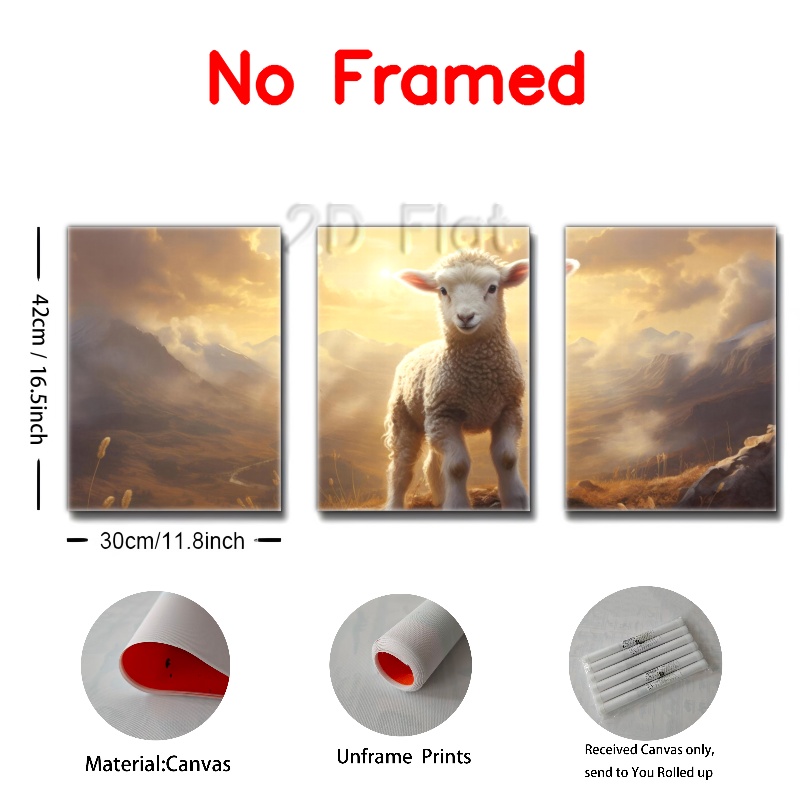 No Framed
2D Flat
42cm / 16.5inch
30cm/11.8inch
Material:Canvas
Unframe Prints
Received Canvas only,
send to You Rolled up